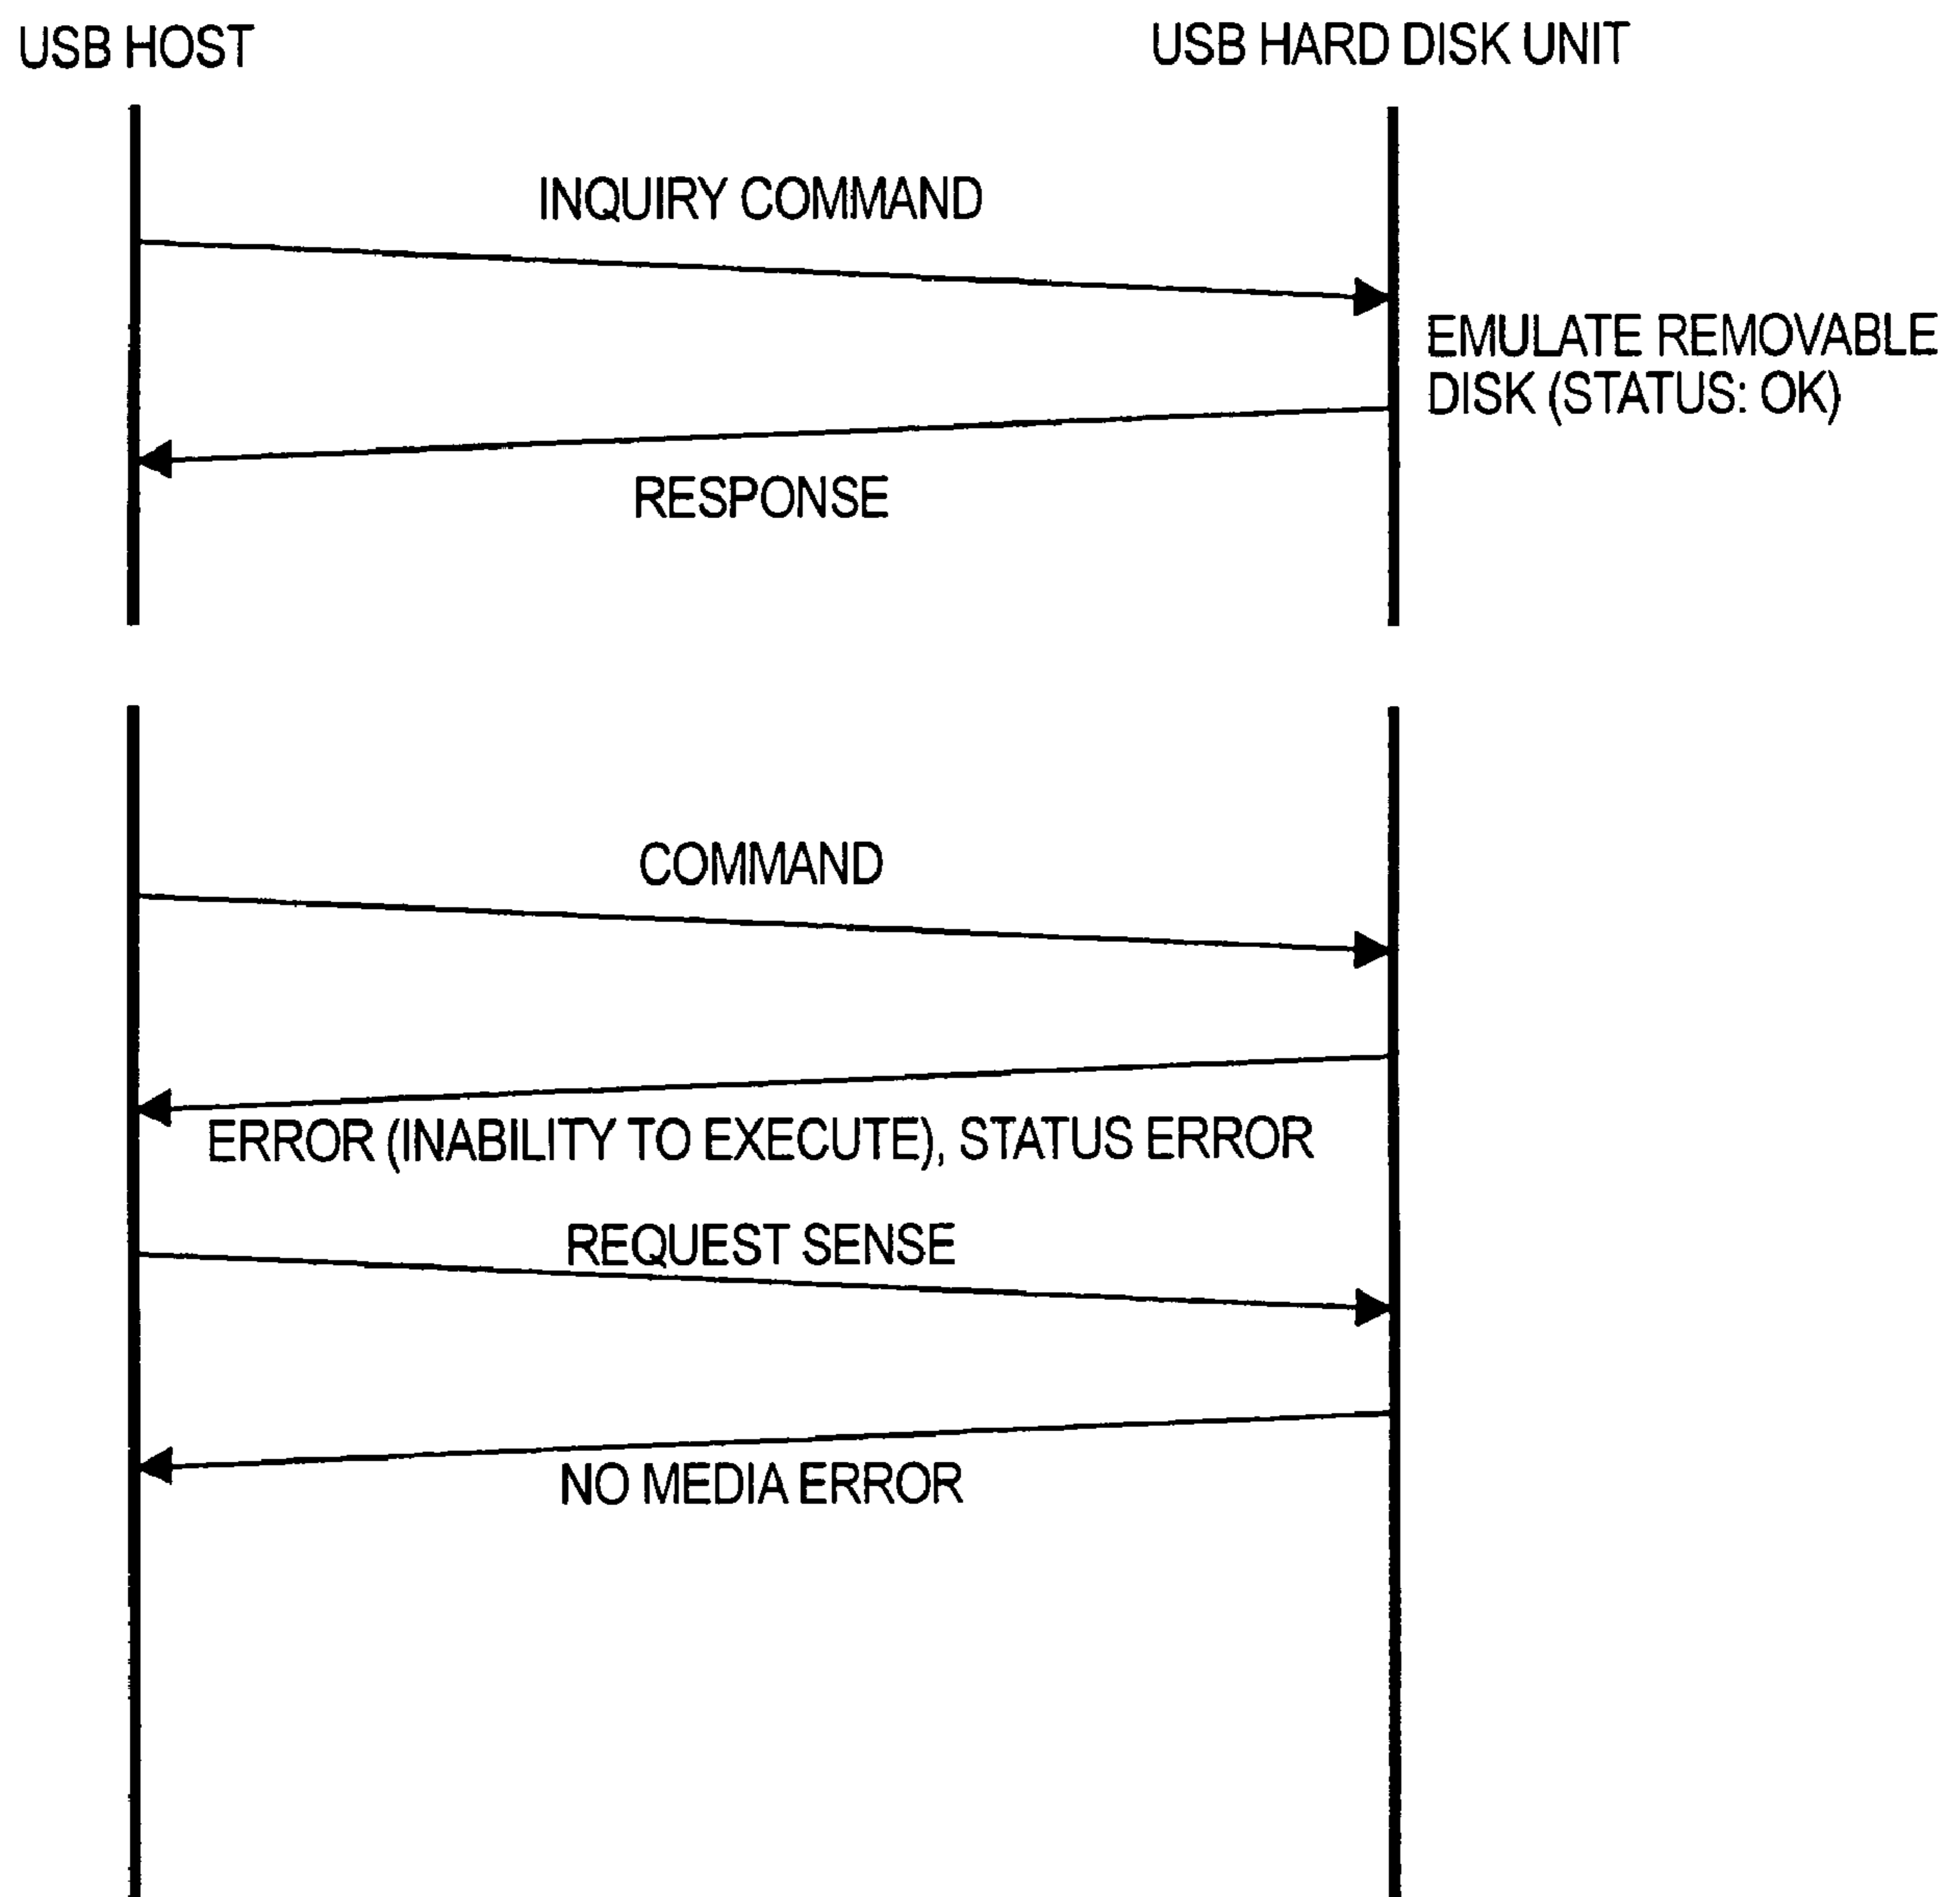 USB HOST
USB HARD DISK UNIT
INQUIRY COMMAND
EMULATE REMOVABLE
DISK (STATUS: OK)
RESPONSE
COMMAND
ERROR (INABILITY TO EXECUTE), STATUS ERROR
REQUEST SENSE
NO MEDIA ERROR